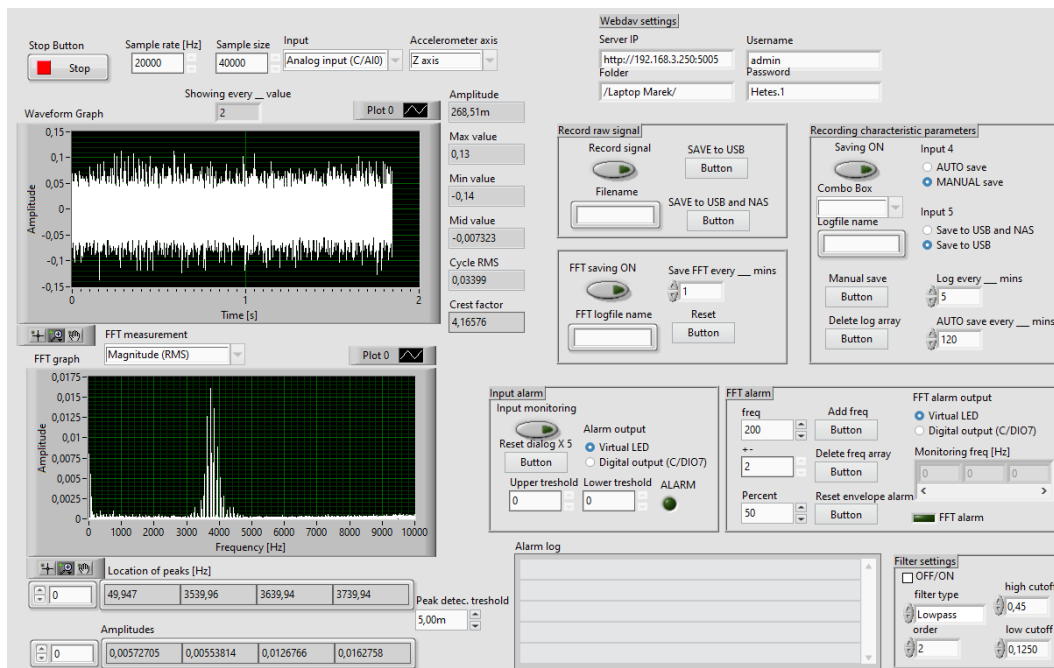 Webdav settings
Stop Button
Sample rate [Hz]
Sample size
Input
Accelerometer axis
Server IP
Username
Stop
20000
40000
Analog input (C/AI0)
Z axis
http://192.168.3.250:5005
admin
Folder
Password
/Laptop Marek/
Hetes.1
Showing every __ value
2
Waveform Graph
Plot 0
0,15
0,1
0,05
0
-0,05
-0,1
-0,15
Amplitude
0
1
2
Time [s]
Amplitude
268,51m
Max value
0,13
Min value
-0,14
Mid value
-0,007323
Cycle RMS
0,03399
Crest factor
4,16576
Record raw signal
Record signal
SAVE to USB
Button
Filename
SAVE to USB and NAS
Button
Recording characteristic parameters
Saving ON
Input 4
AUTO save
MANUAL save
Combo Box
Logfile name
Input 5
Save to USB and NAS
Save to USB
Manual save
Button
Log every ___ mins
5
Delete log array
Button
AUTO save every ___ mins
120
FFT saving ON
Save FFT every ___ mins
1
FFT logfile name
Reset
Button
FFT measurement
Magnitude (RMS)
FFT graph
Plot 0
0,0175
0,015
0,0125
0,01
0,0075
0,005
0,0025
0
Amplitude
0
1000
2000
3000
4000
5000
6000
7000
8000
9000
10000
Frequency [Hz]
Input alarm
Input monitoring
Reset dialog X 5
Button
Alarm output
Virtual LED
Digital output (C/DIO7)
Upper treshold
0
Lower treshold
0
ALARM
FFT alarm
freq
200
Add freq
Button
+-
2
Delete freq array
Button
Percent
50
Reset envelope alarm
Button
FFT alarm output
Virtual LED
Digital output (C/DIO7)
Monitoring freq [Hz]
0
0
0
FFT alarm
Location of peaks [Hz]
0
49,947
3539,96
3639,94
3739,94
Peak detec. treshold
5,00m
Amplitudes
0
0,00572705
0,00553814
0,0126766
0,0162758
Alarm log
Filter settings
OFF/ON
filter type
Lowpass
high cutoff
0,45
order
2
low cutoff
0,1250